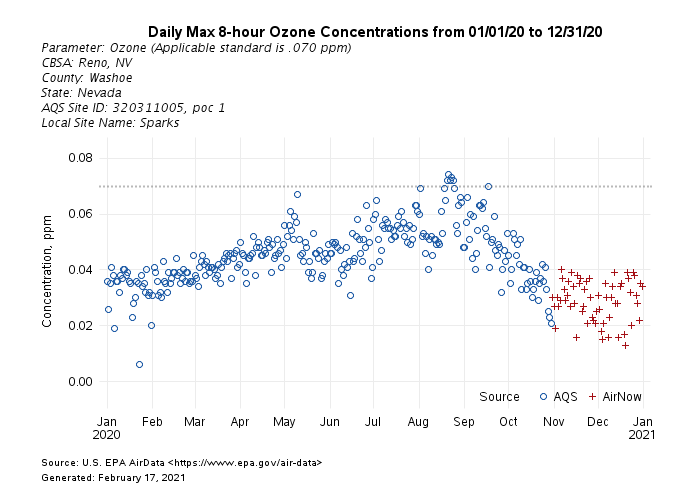 Daily Max 8-hour Ozone Concentrations from 01/01/20 to 12/31/20
Parameter: Ozone (Applicable standard is .070 ppm)
CBSA: Reno, NV
County: Washoe
State: Nevada
AQS Site ID: 320311005, poc 1
Local Site Name: Sparks
Concentration, ppm
0.08
0.06
0.04
0.02
0.00
Source AQS AirNow
Jan Feb Mar Apr May Jun Jul Aug Sep Oct Nov Dec Jan
2020 2021
Source: U.S. EPA AirData <https://www.epa.gov/air-data>
Generated: February 17, 2021